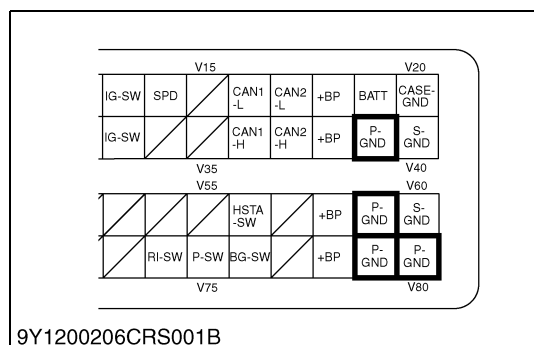 V15 V20
IG-SW SPD CAN1 -L CAN2 -L +BP BATT CASE- GND
IG-SW CAN1 -H CAN2 -H +BP P- GND S- GND
V35 V40
V55 V60
HSTA -SW +BP P- GND S- GND
RI-SW P-SW BG-SW +BP P- GND P- GND
V75 V80
9Y1200206CRS001B